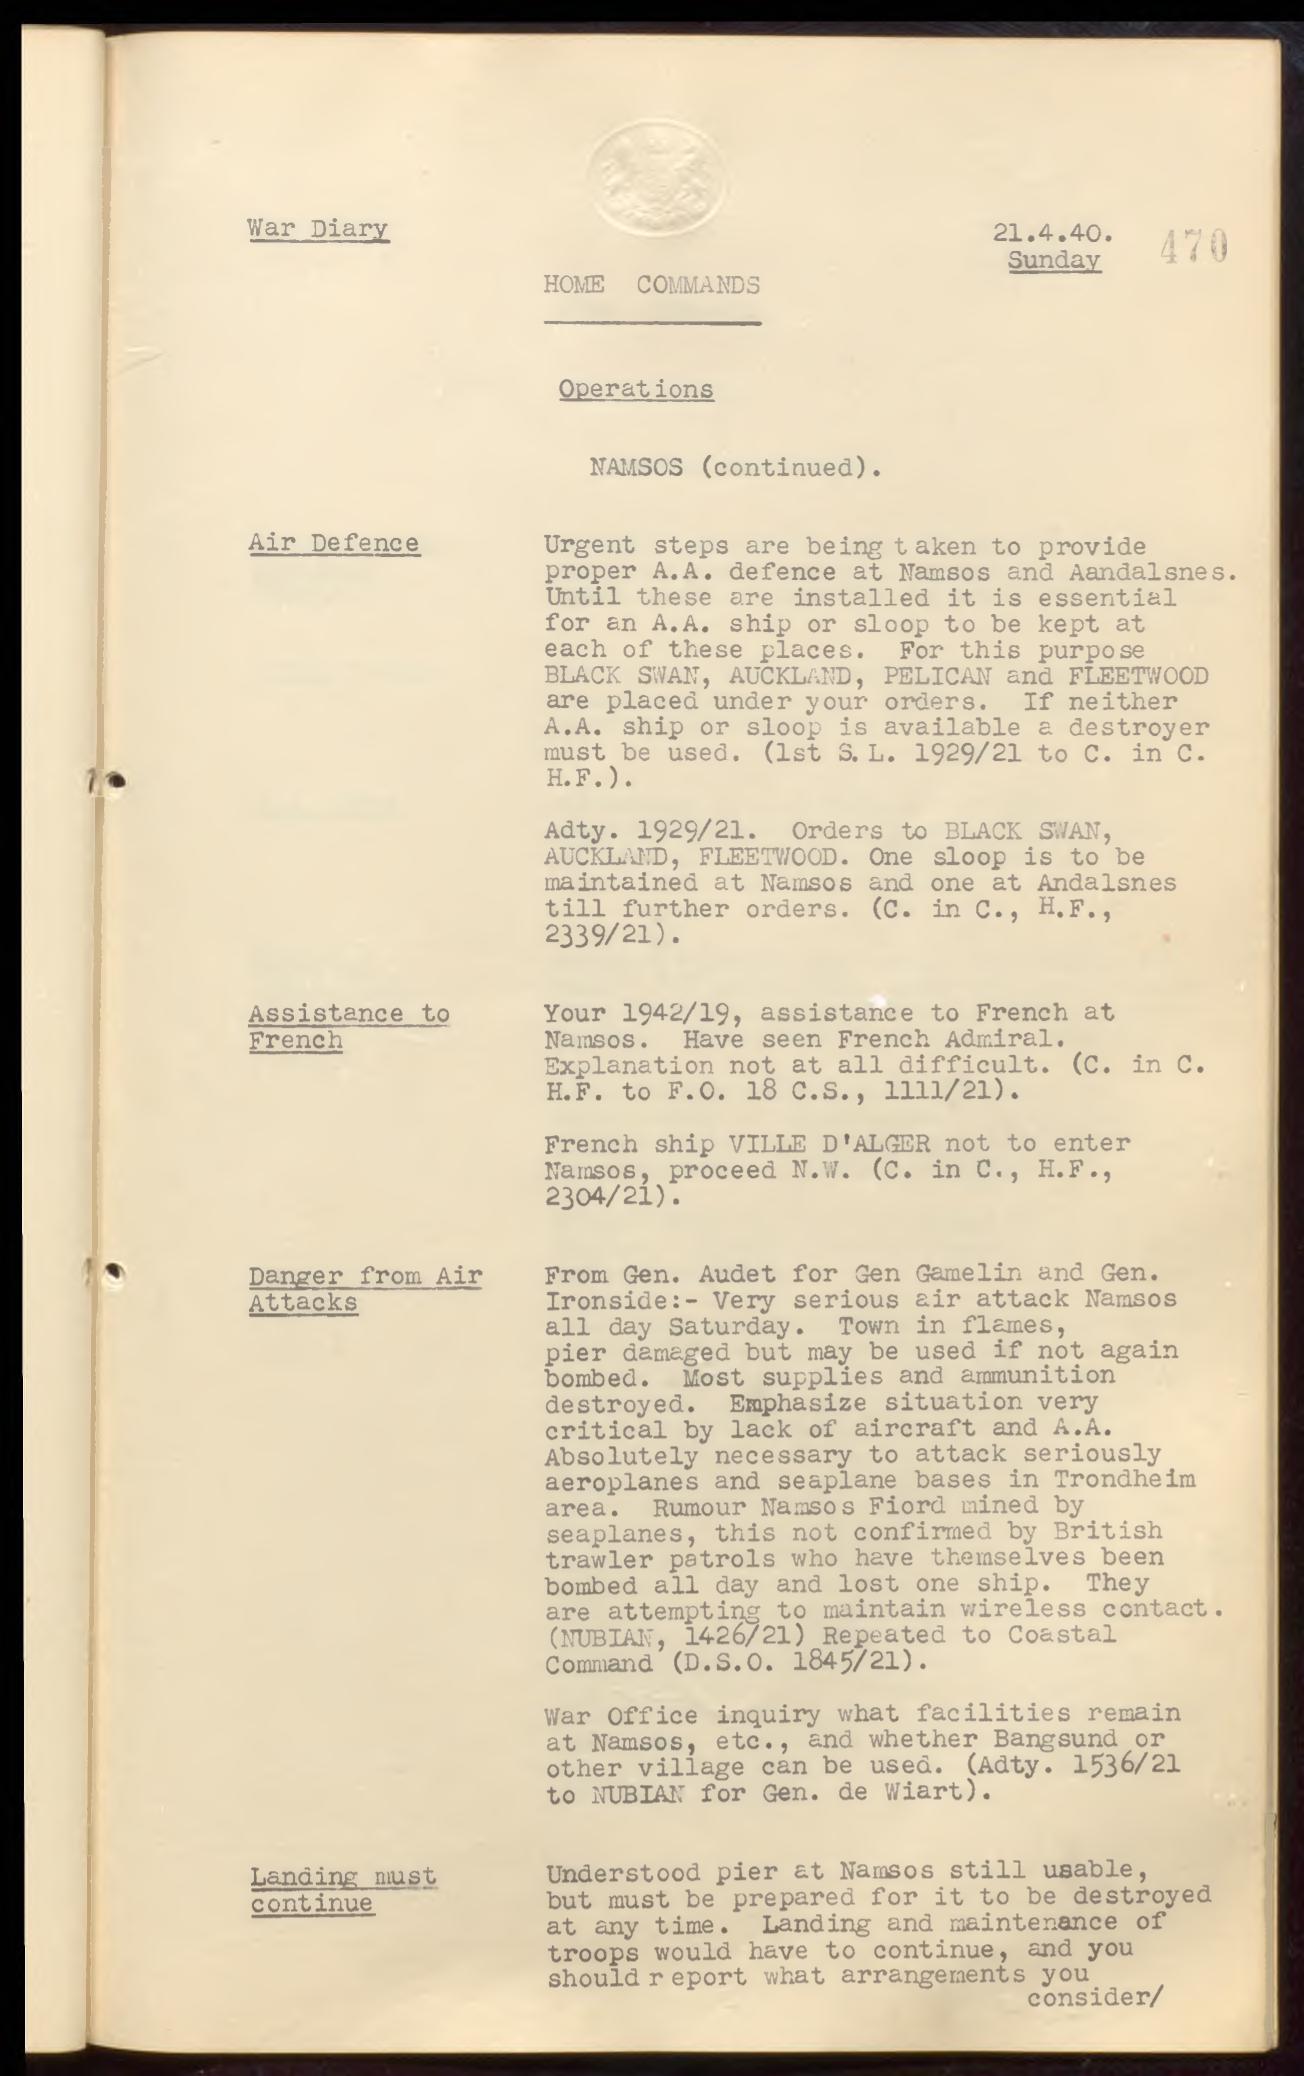 War Diary
21.4.40.
470
Sunday
HOME COMMANDS
Operations
NAMSOS (continued).
Air Defence
Urgent steps are being taken to provide
proper A.A. defence at Namsos and Aandalsnes.
Until these are installed it is essential
for an A.A. ship or sloop to be kept at
each of these places. For this purpose
BLACK SWAN, AUCKLAND, PELICAN and FLEETWOOD
are placed under your orders. If neither
A.A. ship or sloop is available a destroyer
must be used. (1st S.L. 1929/21 to C. in C.
H.F.).
Adty. 1929/21. Orders to BLACK SWAN,
AUCKLAND, FLEETWOOD. One sloop is to be
maintained at Namsos and one at Andalsnes
till further orders. (C. in C., H.F.,
2339/21).
Assistance to
French
Your 1942/19, assistance to French at
Namsos. Have seen French Admiral.
Explanation not at all difficult. (C. in C.
H.F. to F.O. 18 C.S., 1111/21).
French ship VILLE D'ALGER not to enter
Namsos, proceed N.W. (C. in C., H.F.,
2304/21).
Danger from Air
Attacks
From Gen. Audet for Gen Gamelin and Gen.
Ironside:- Very serious air attack Namsos
all day Saturday. Town in flames,
pier damaged but may be used if not again
bombed. Most supplies and ammunition
destroyed. Emphasize situation very
critical by lack of aircraft and A.A.
Absolutely necessary to attack seriously
aeroplanes and seaplane bases in Trondheim
area. Rumour Namsos Fiord mined by
seaplanes, this not confirmed by British
trawler patrols who have themselves been
bombed all day and lost one ship. They
are attempting to maintain wireless contact.
(NUBIAN, 1426/21) Repeated to Coastal
Command (D.S.O. 1845/21).
War Office inquiry what facilities remain
at Namsos, etc., and whether Bangsund or
other village can be used. (Adty. 1536/21
to NUBIAN for Gen. de Wiart).
Landing must
continue
Understood pier at Namsos still usable,
but must be prepared for it to be destroyed
at any time. Landing and maintenance of
troops would have to continue, and you
should report what arrangements you
consider/